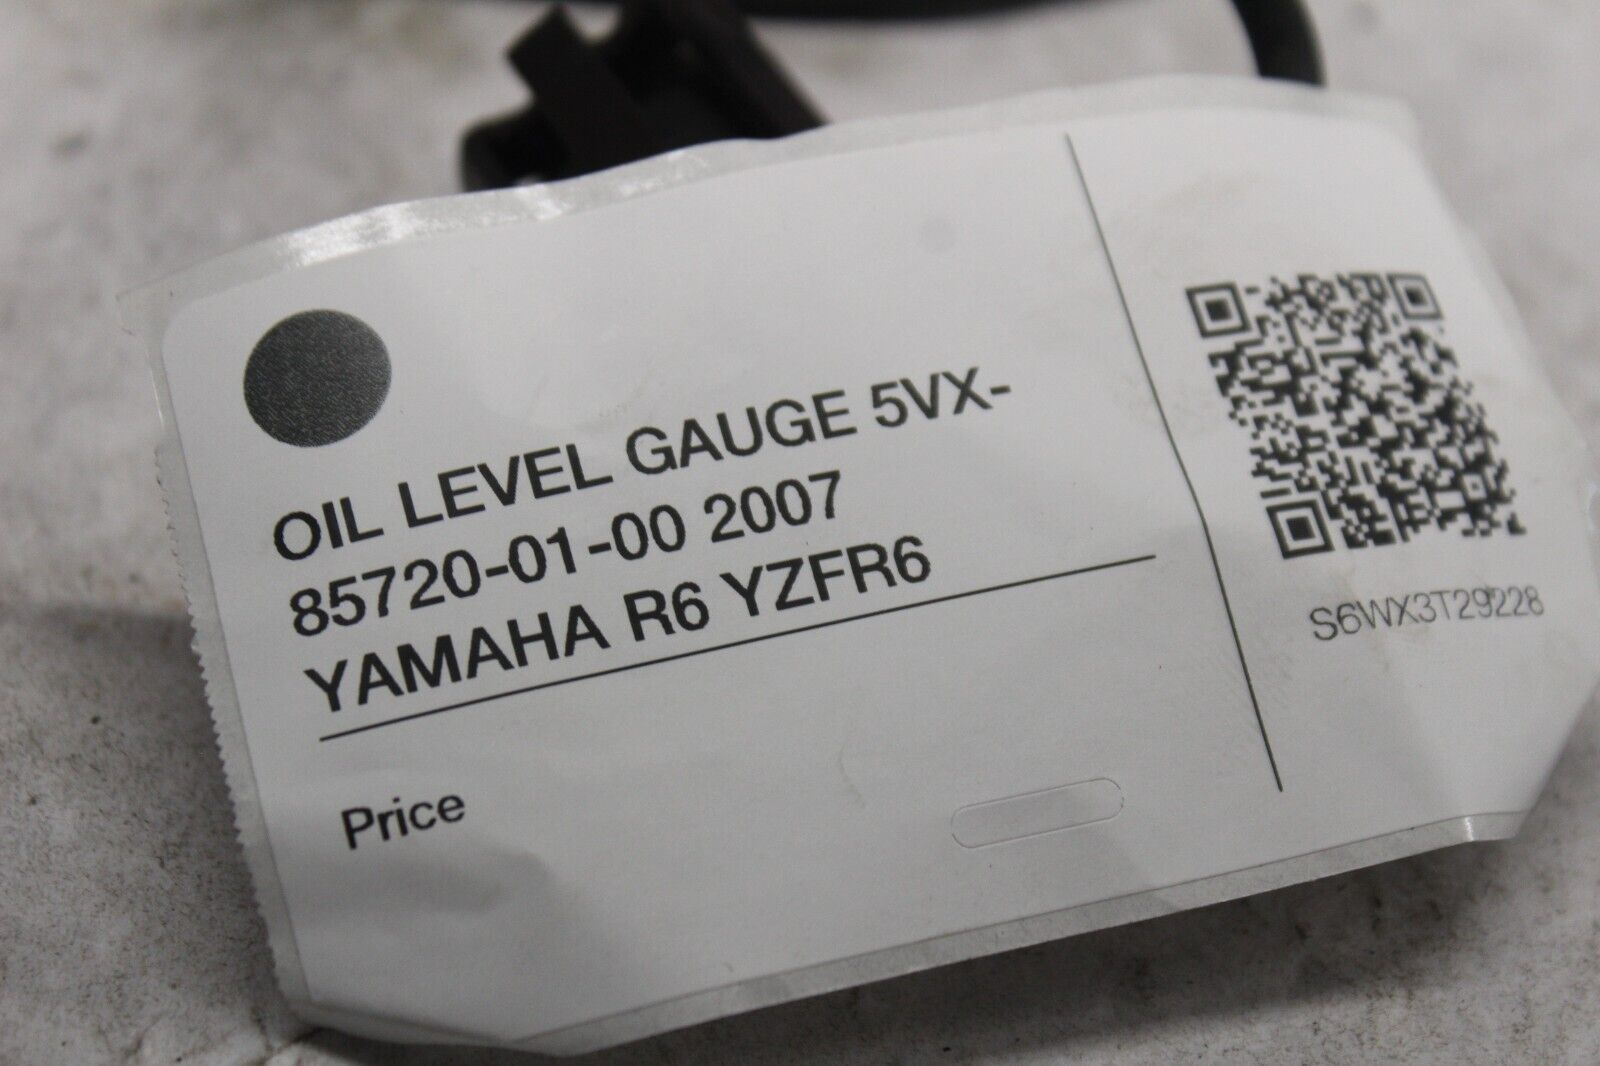 OIL LEVEL GAUGE 5VX-
85720-01-00 2007
YAMAHA R6 YZFR6
Price
S6WX3T29228